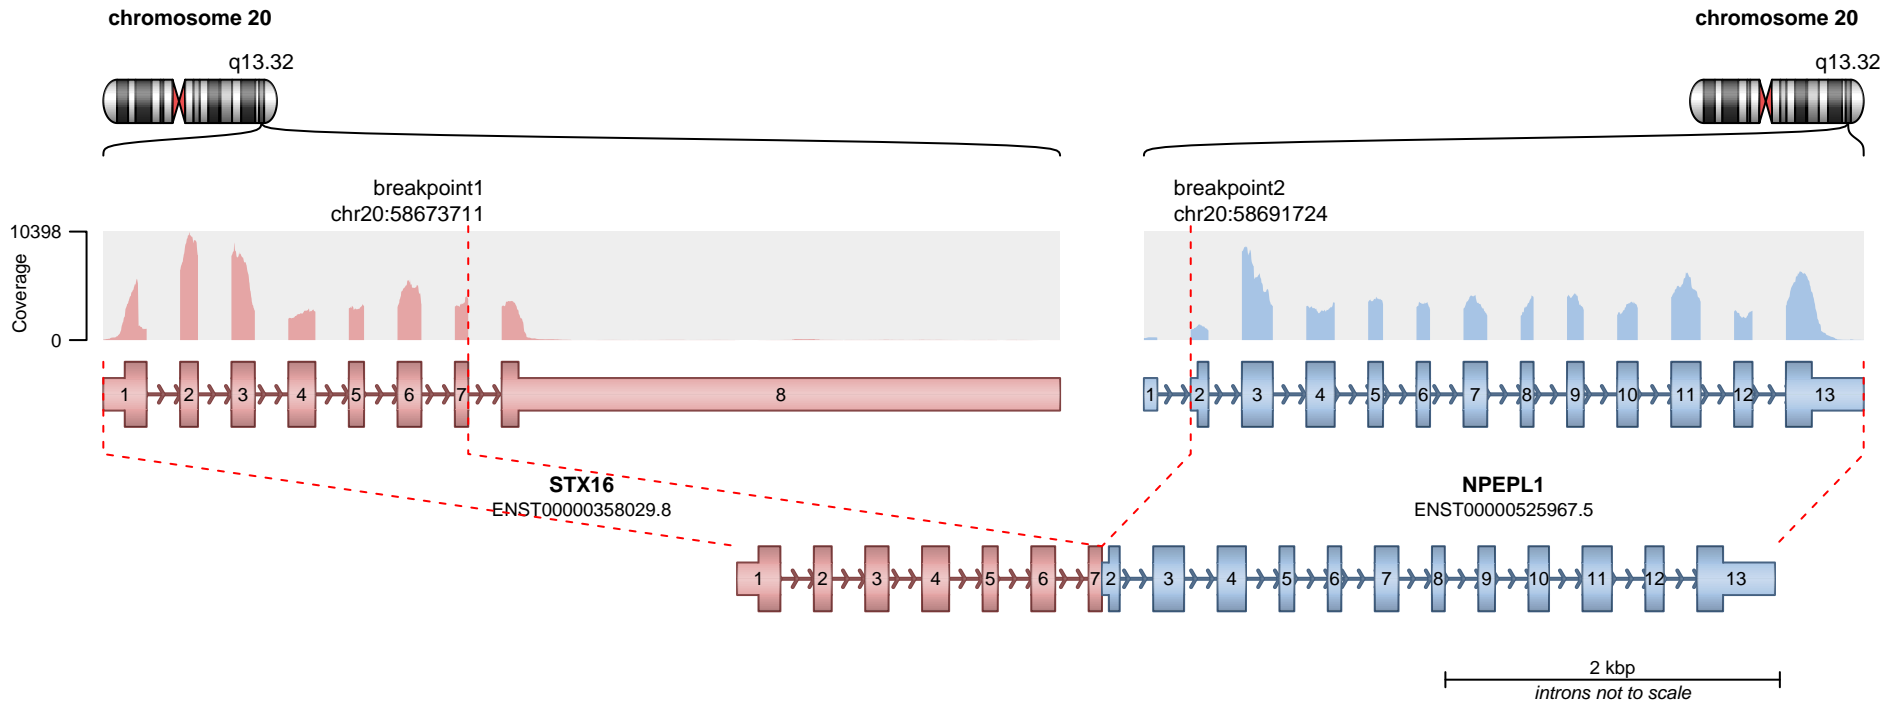 chromosome 20
chromosome 20
q13.32
q13.32
breakpoint1
chr20:58673711
breakpoint2
chr20:58691724
10398
Coverage
0
1 2 3 4 5 6 7 8
1 2 3 4 5 6 7 8 9 10 11 12 13
STX16
ENST00000358029.8
NPEPL1
ENST00000525967.5
1 2 3 4 5 6 7 2 3 4 5 6 7 8 9 10 11 12 13
2 kbp
introns not to scale